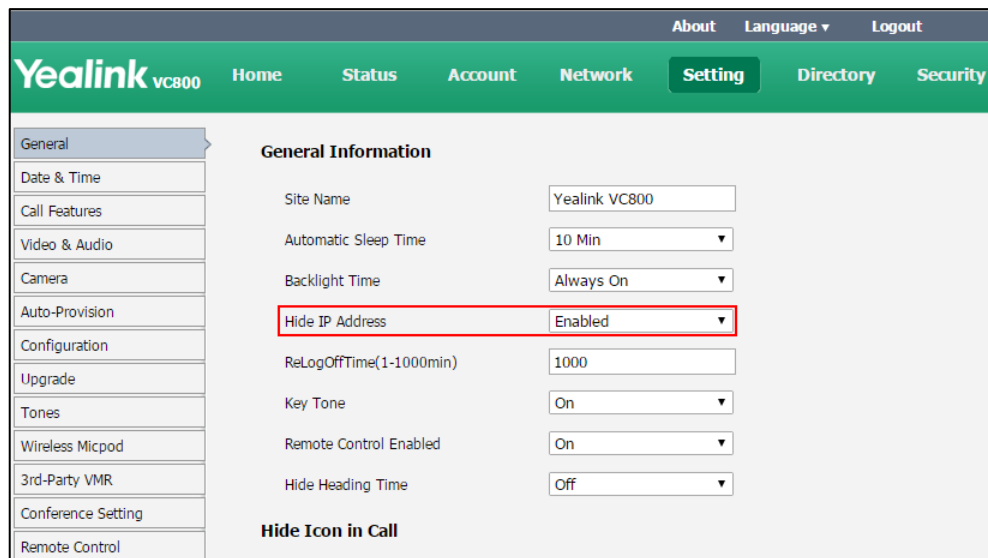 About Language ▾ Logout
Yealink VC800 Home Status Account Network Setting Directory Security
General
Date & Time
Call Features
Video & Audio
Camera
Auto-Provision
Configuration
Upgrade
Tones
Wireless Micpod
3rd-Party VMR
Conference Setting
Remote Control
General Information
Site Name Yealink VC800
Automatic Sleep Time 10 Min ▼
Backlight Time Always On ▼
Hide IP Address Enabled ▼
ReLogOffTime(1-1000min) 1000
Key Tone On ▼
Remote Control Enabled On ▼
Hide Heading Time Off ▼
Hide Icon in Call